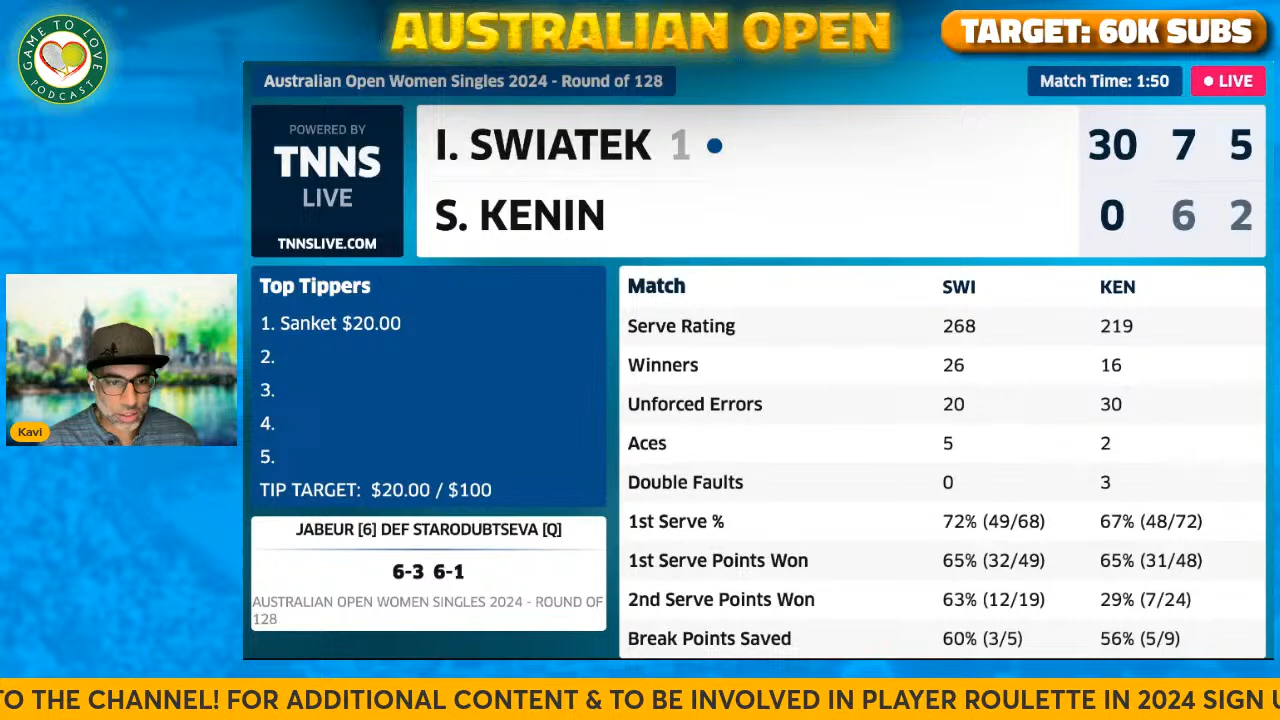 GAME TO LOVE
PODCAST
AUSTRALIAN OPEN
TARGET: 60K SUBS
Australian Open Women Singles 2024 - Round of 128
Match Time: 1:50
LIVE
POWERED BY
TNNS
LIVE
TNNSLIVE.COM
I. SWIATEK 1 30 7 5
S. KENIN 0 6 2
Top Tippers
1. Sanket $20.00
2.
3.
4.
5.
TIP TARGET: $20.00 / $100
JABEUR [6] DEF STARODUBTSEVA [Q]
6-3 6-1
AUSTRALIAN OPEN WOMEN SINGLES 2024 - ROUND OF
128
Match SWI KEN
Serve Rating 268 219
Winners 26 16
Unforced Errors 20 30
Aces 5 2
Double Faults 0 3
1st Serve % 72% (49/68) 67% (48/72)
1st Serve Points Won 65% (32/49) 65% (31/48)
2nd Serve Points Won 63% (12/19) 29% (7/24)
Break Points Saved 60% (3/5) 56% (5/9)
Kavi
TO THE CHANNEL! FOR ADDITIONAL CONTENT & TO BE INVOLVED IN PLAYER ROULETTE IN 2024 SIGN